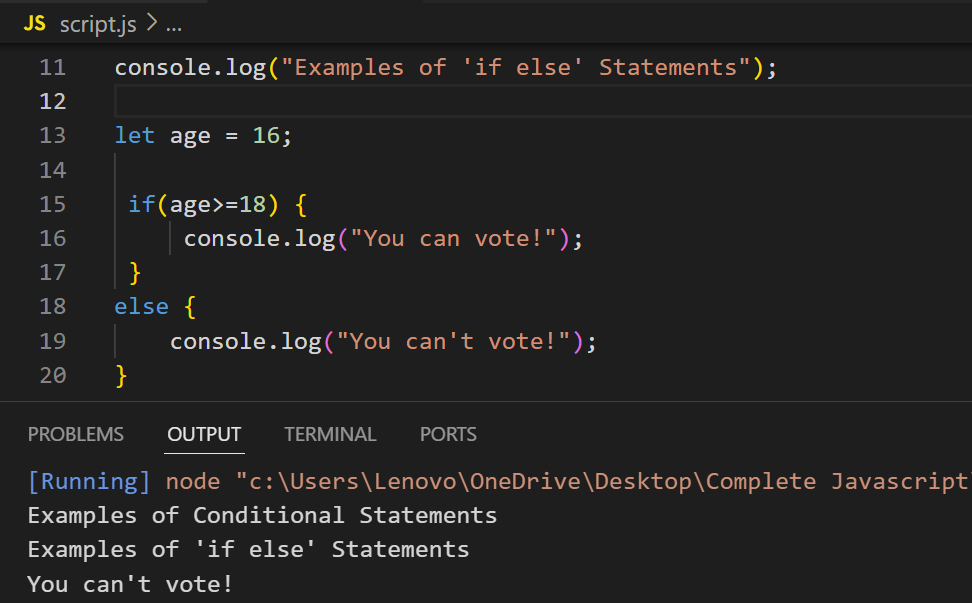 JS script.js > ...
11 console.log("Examples of 'if else' Statements");
12
13 let age = 16;
14
15 if(age>=18) {
16 console.log("You can vote!");
17 }
18 else {
19 console.log("You can't vote!");
20 }
PROBLEMS OUTPUT TERMINAL PORTS
[Running] node "c:\Users\Lenovo\OneDrive\Desktop\Complete Javascript
Examples of Conditional Statements
Examples of 'if else' Statements
You can't vote!